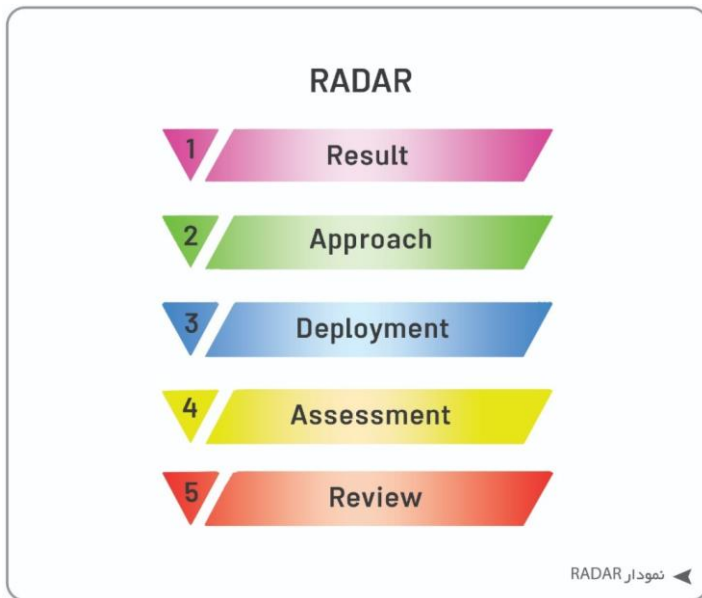 RADAR
1 Result
2 Approach
3 Deployment
4 Assessment
5 Review
نمودار RADAR